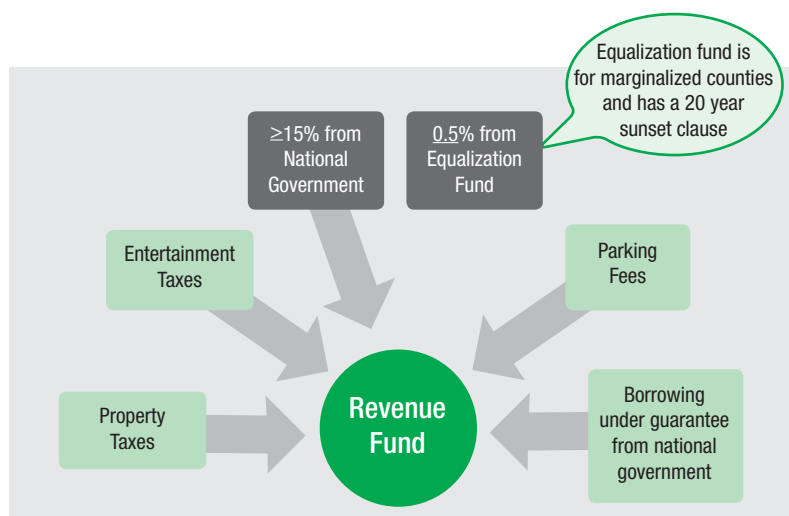 Equalization fund is
for marginalized counties
and has a 20 year
sunset clause
≥15% from
National
Government
0.5% from
Equalization
Fund
Entertainment
Taxes
Parking
Fees
Property
Taxes
Revenue
Fund
Borrowing
under guarantee
from national
government